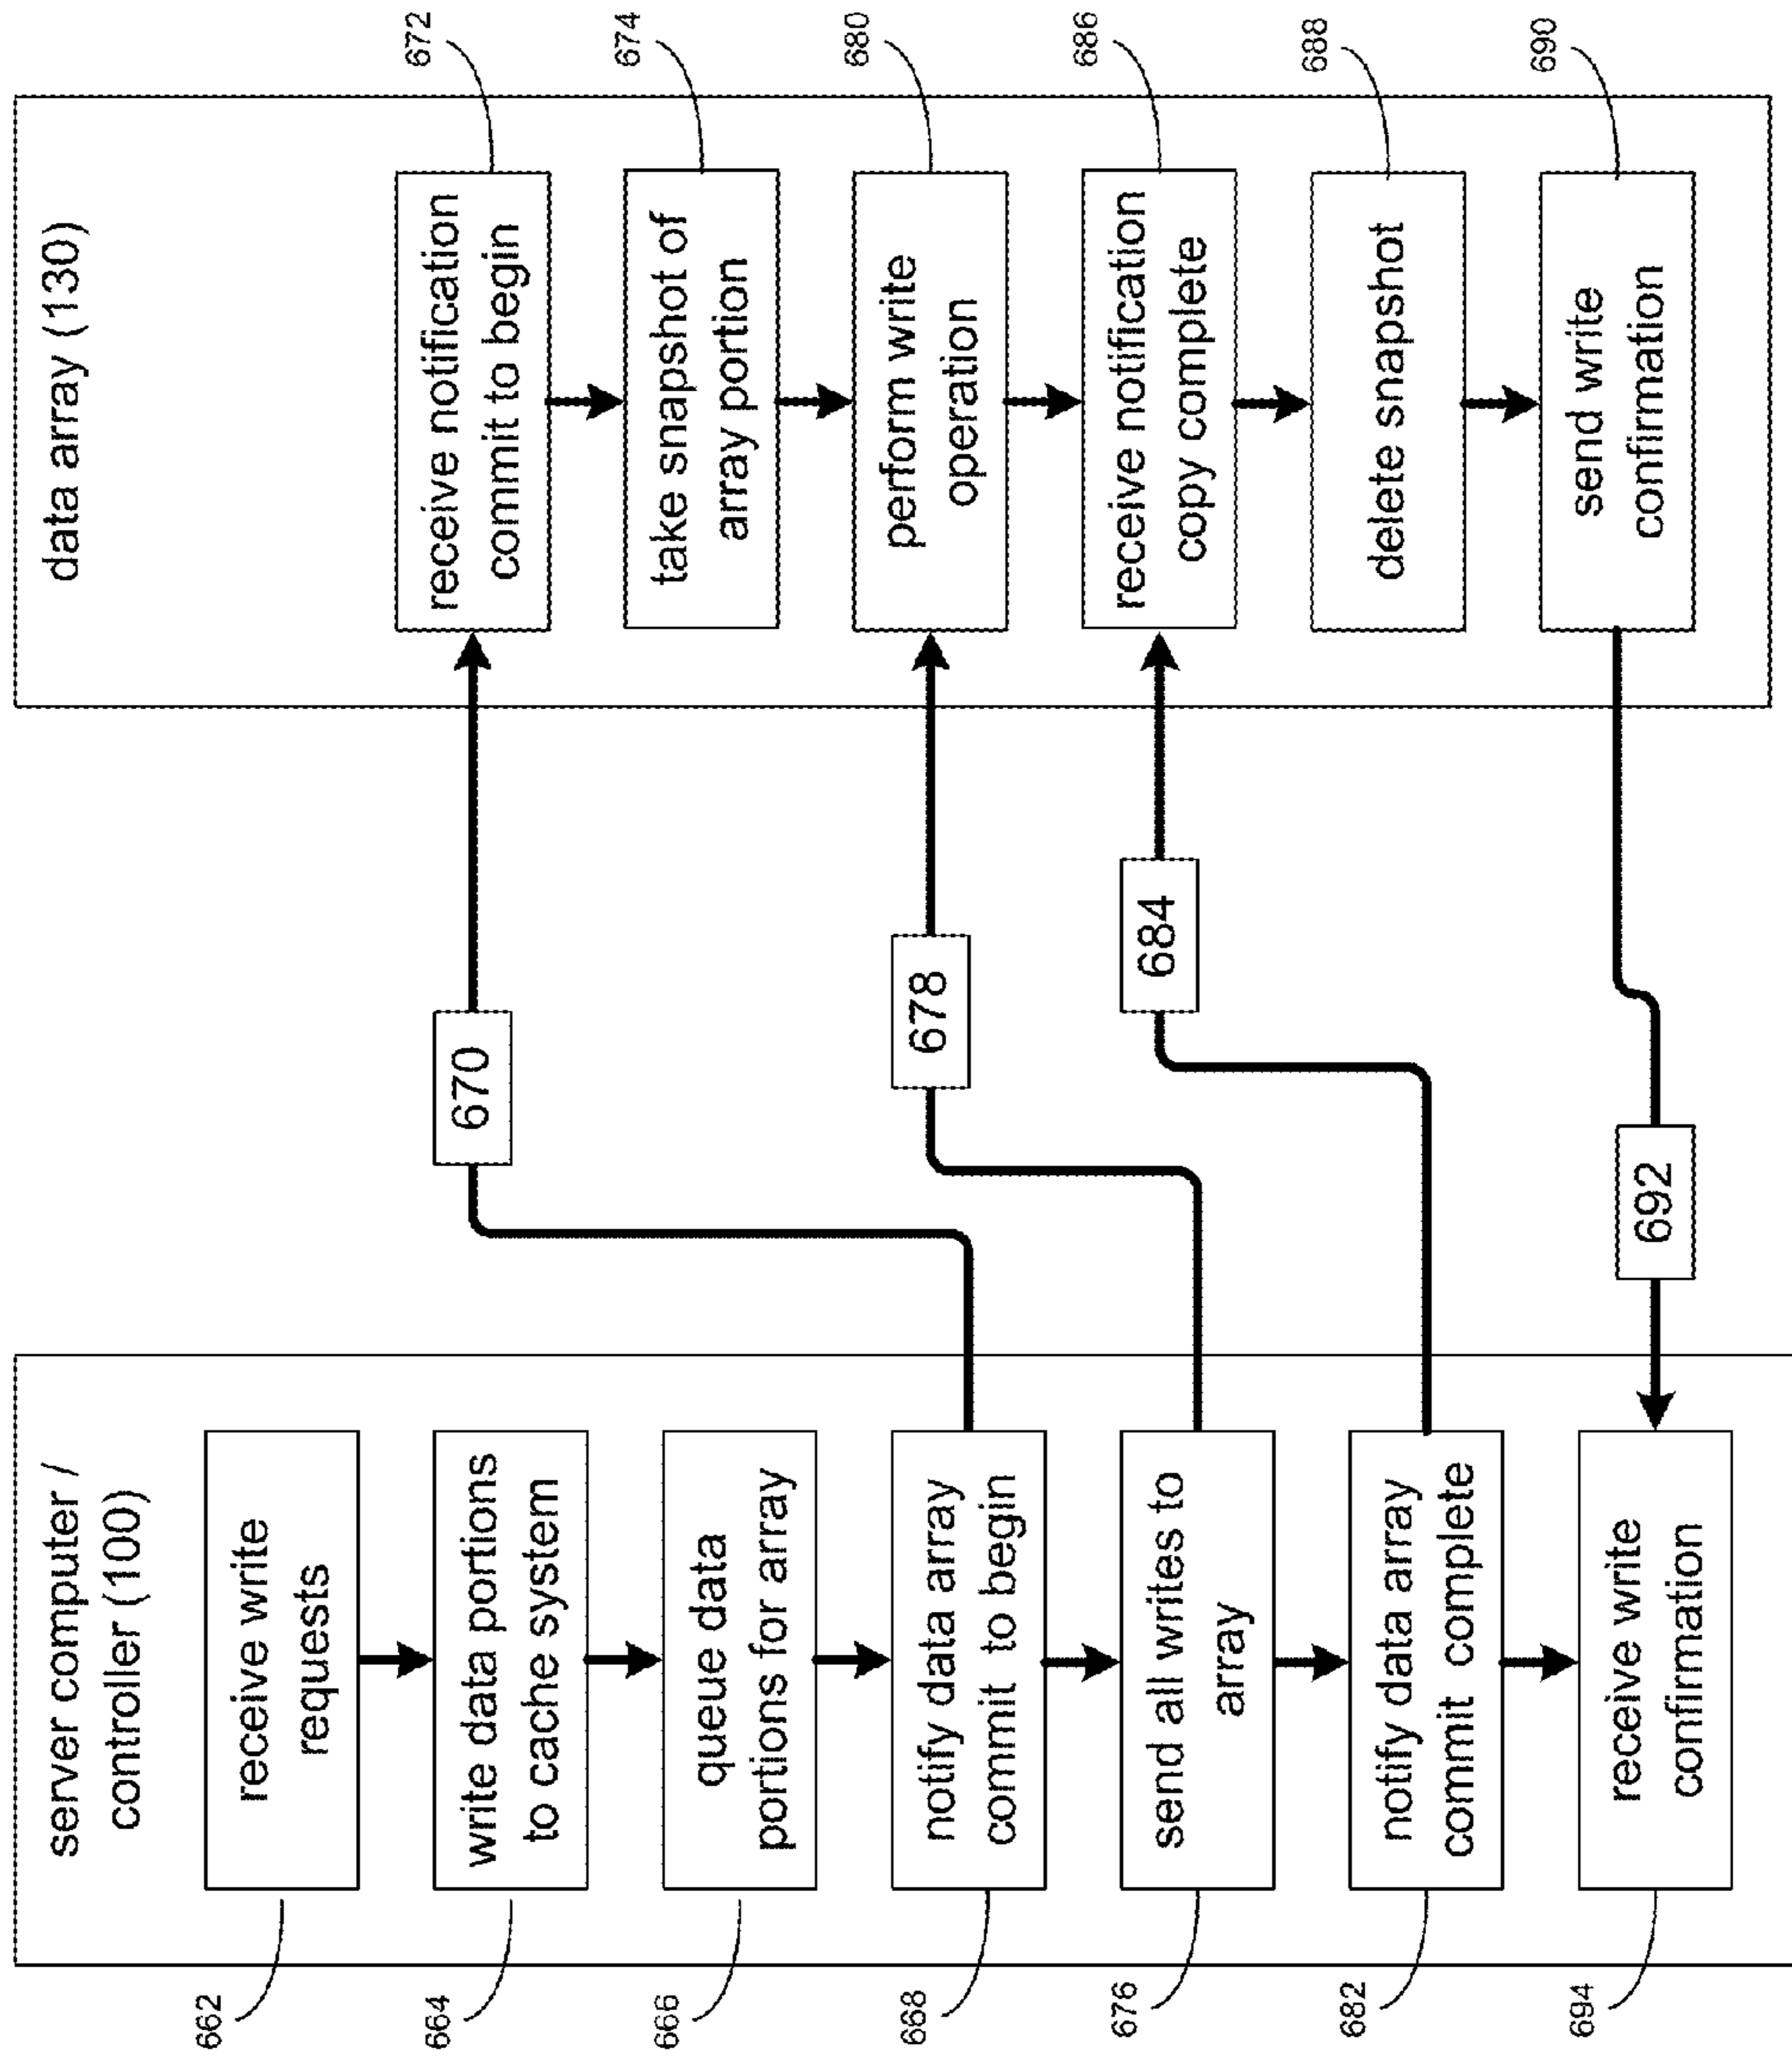 server computer /
controller (100)
662
receive write
requests
664
write data portions
to cache system
666
queue data
portions for array
668
notify data array
commit to begin
676
send all writes to
array
682
notify data array
commit complete
694
receive write
confirmation
670
678
684
692
data array (130)
receive notification
commit to begin
672
take snapshot of
array portion
674
perform write
operation
680
receive notification
copy complete
686
delete snapshot
688
send write
confirmation
690